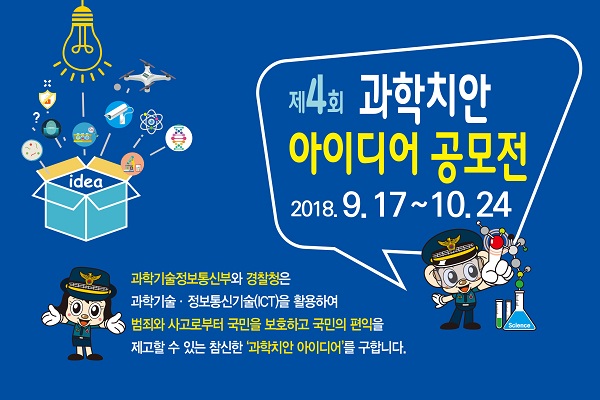 제4회 과학치안
아이디어 공모전
2018. 9. 17 ~ 10. 24
idea
?
과학기술정보통신부와 경찰청은
과학기술 · 정보통신기술(ICT)을 활용하여
범죄와 사고로부터 국민을 보호하고 국민의 편익을
제고할 수 있는 참신한 '과학치안 아이디어'를 구합니다.
Science